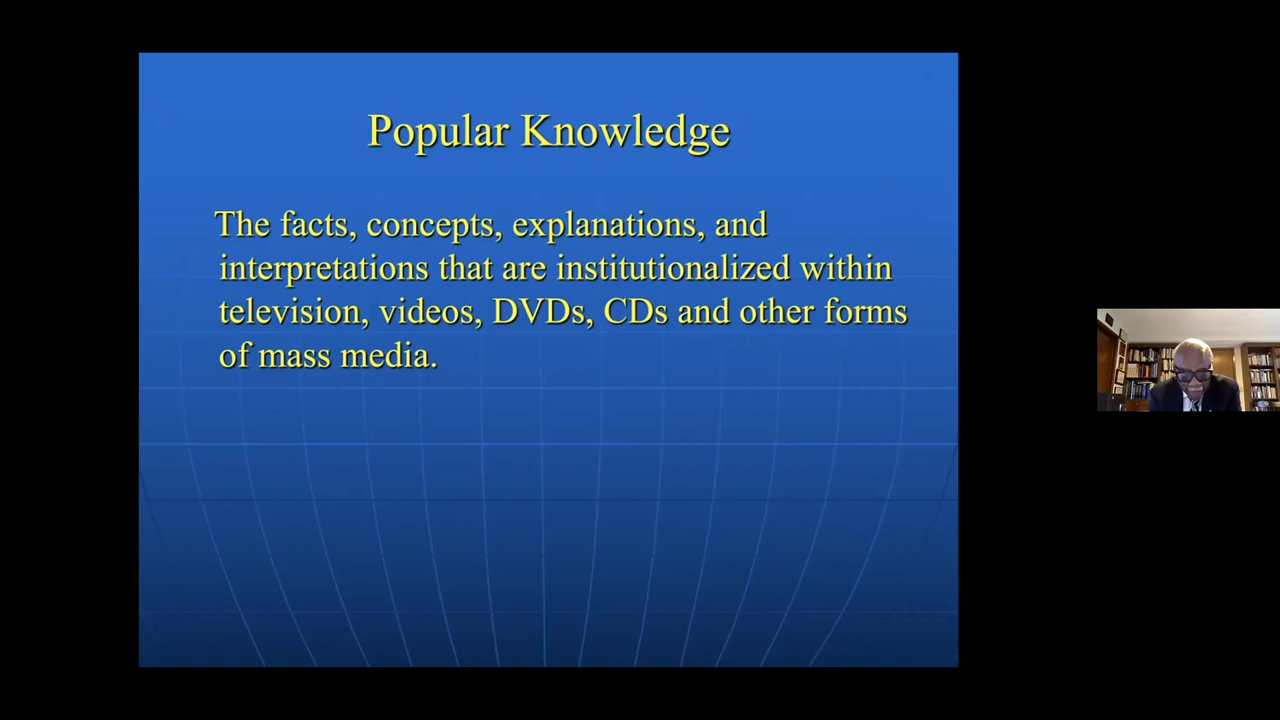 Popular Knowledge
The facts, concepts, explanations, and
interpretations that are institutionalized within
television, videos, DVDs, CDs and other forms
of mass media.